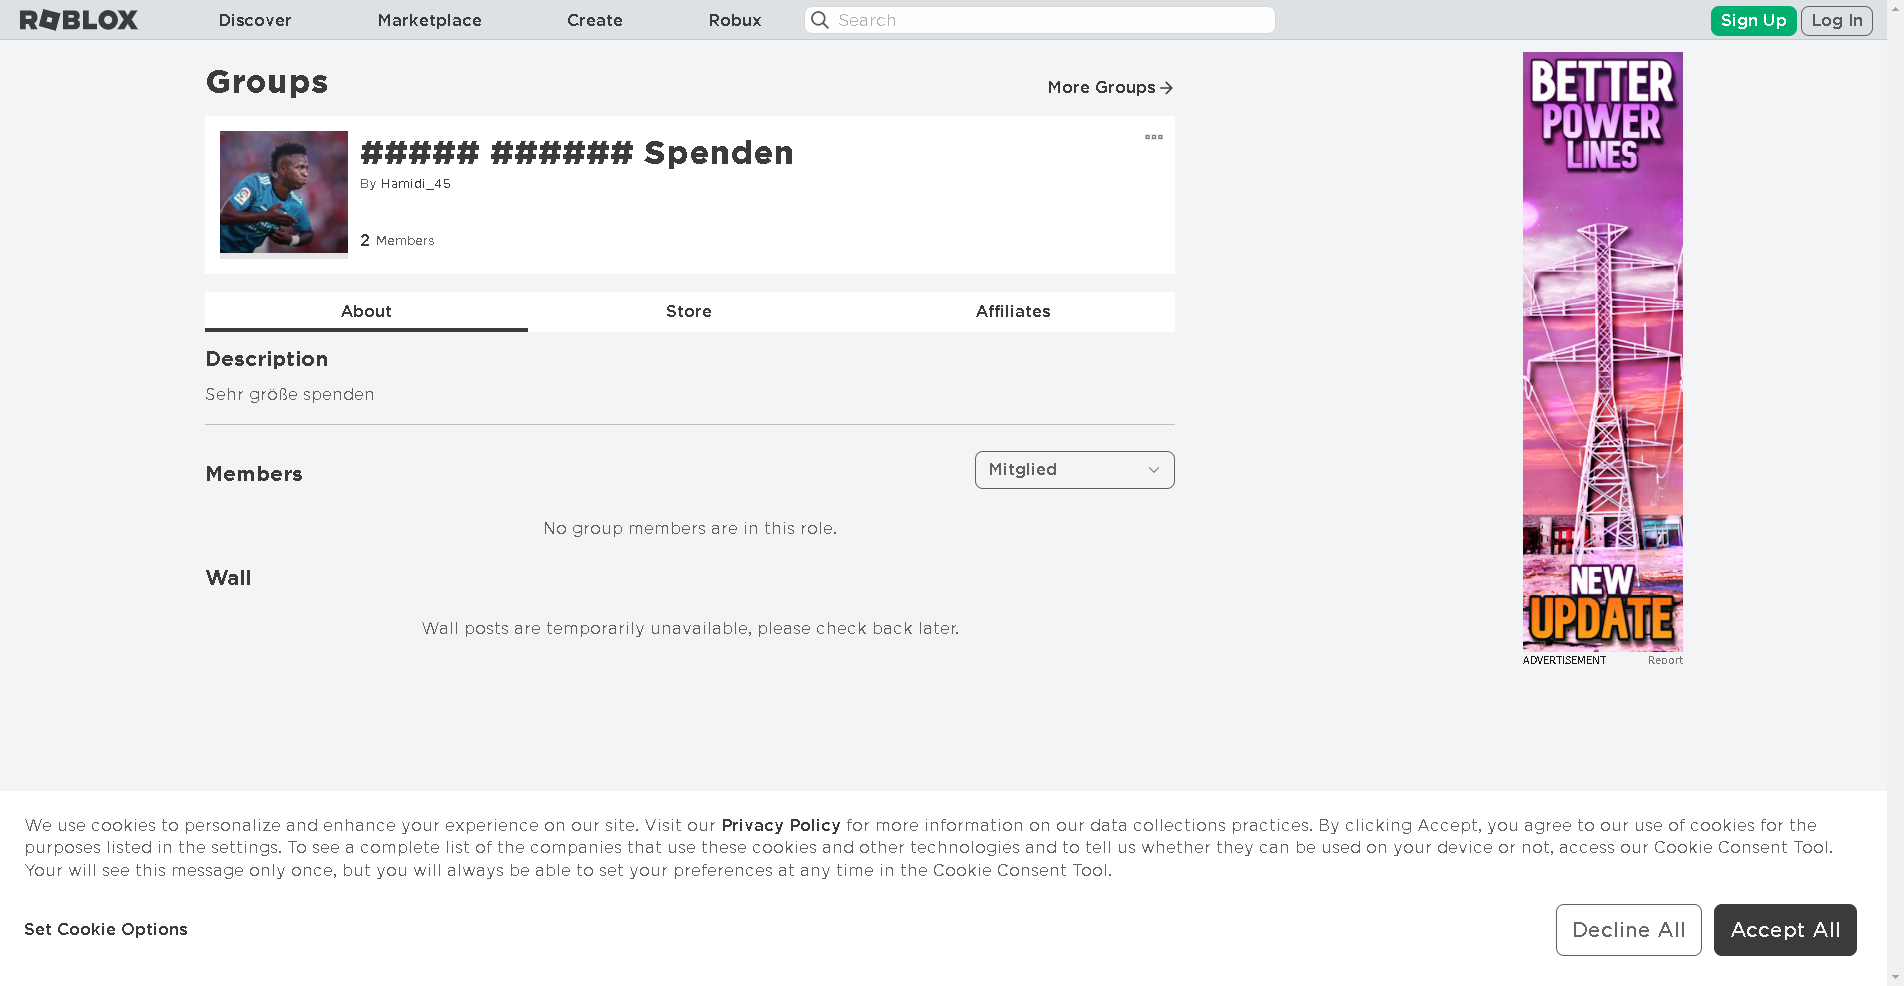 ROBLOX
Discover
Marketplace
Create
Robux
Search
Sign Up
Log In
Groups
More Groups
##### ###### Spenden
By Hamidi_45
2 Members
About
Store
Affiliates
Description
Sehr größe spenden
Members
Mitglied
No group members are in this role.
Wall
Wall posts are temporarily unavailable, please check back later.
BETTER
POWER
LINES
NEW
UPDATE
ADVERTISEMENT
Report
We use cookies to personalize and enhance your experience on our site. Visit our Privacy Policy for more information on our data collections practices. By clicking Accept, you agree to our use of cookies for the
purposes listed in the settings. To see a complete list of the companies that use these cookies and other technologies and to tell us whether they can be used on your device or not, access our Cookie Consent Tool.
Your will see this message only once, but you will always be able to set your preferences at any time in the Cookie Consent Tool.
Set Cookie Options
Decline All
Accept All